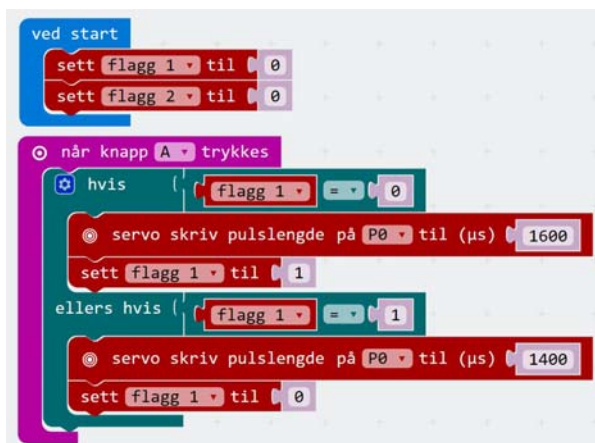 ved start
sett flagg 1 til 0
sett flagg 2 til 0
når knapp A trykkes
hvis flagg 1 = 0
servo skriv pulslengde på P0 til (µs) 1600
sett flagg 1 til 1
ellers hvis flagg 1 = 1
servo skriv pulslengde på P0 til (µs) 1400
sett flagg 1 til 0